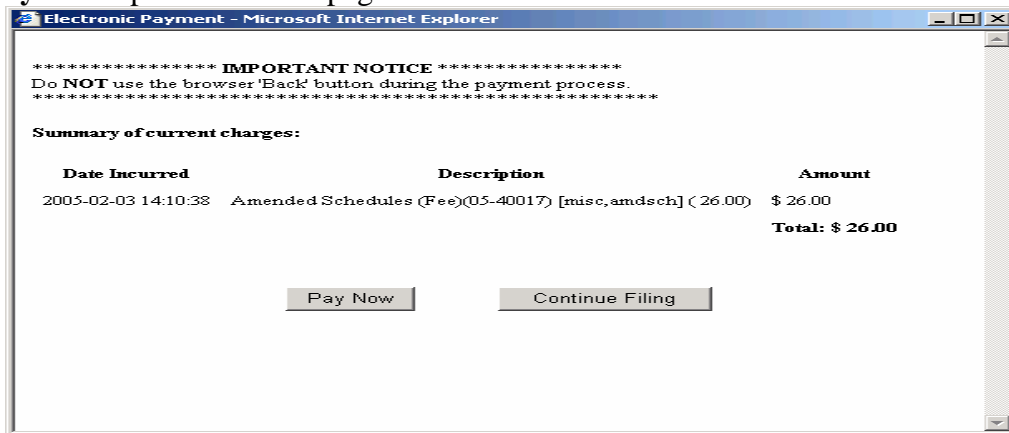 Electronic Payment - Microsoft Internet Explorer
**************** IMPORTANT NOTICE ****************
Do NOT use the browser 'Back' button during the payment process.
******************************************************
Summary of current charges:
Date Incurred Description Amount
2005-02-03 14:10:38 Amended Schedules (Fee)(05-40017) [misc,amdsch] ( 26.00) $ 26.00
Total: $ 26.00
Pay Now Continue Filing